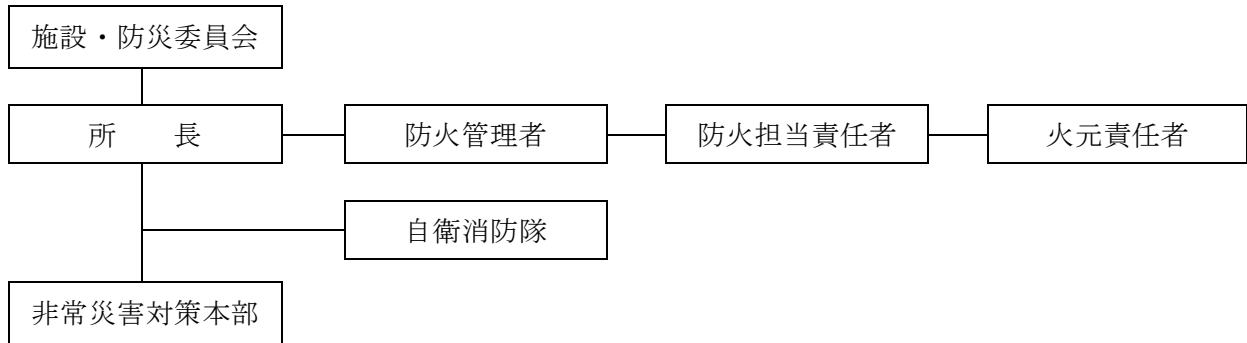 施設・防災委員会
所　　長
防火管理者
防火担当責任者
火元責任者
自衛消防隊
非常災害対策本部